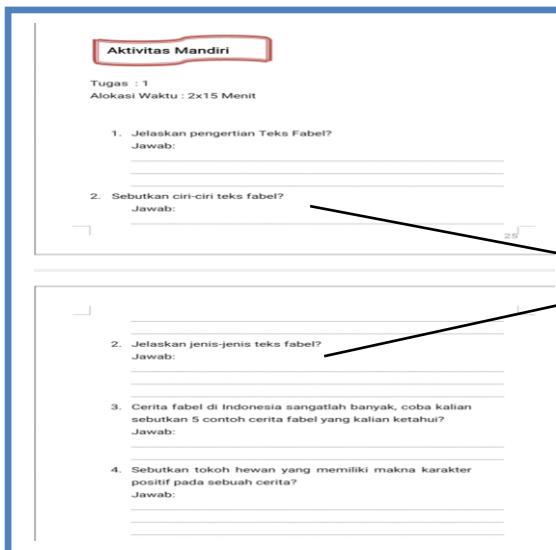 Aktivitas Mandiri
Tugas : 1
Alokasi Waktu : 2x15 Menit
1. Jelaskan pengertian Teks Fabel?
Jawab:
2. Sebutkan ciri-ciri teks fabel?
Jawab:
25
2. Jelaskan jenis-jenis teks fabel?
Jawab:
3. Cerita fabel di Indonesia sangatlah banyak, coba kalian
sebutkan 5 contoh cerita fabel yang kalian ketahui?
Jawab:
4. Sebutkan tokoh hewan yang memiliki makna karakter
positif pada sebuah cerita?
Jawab: